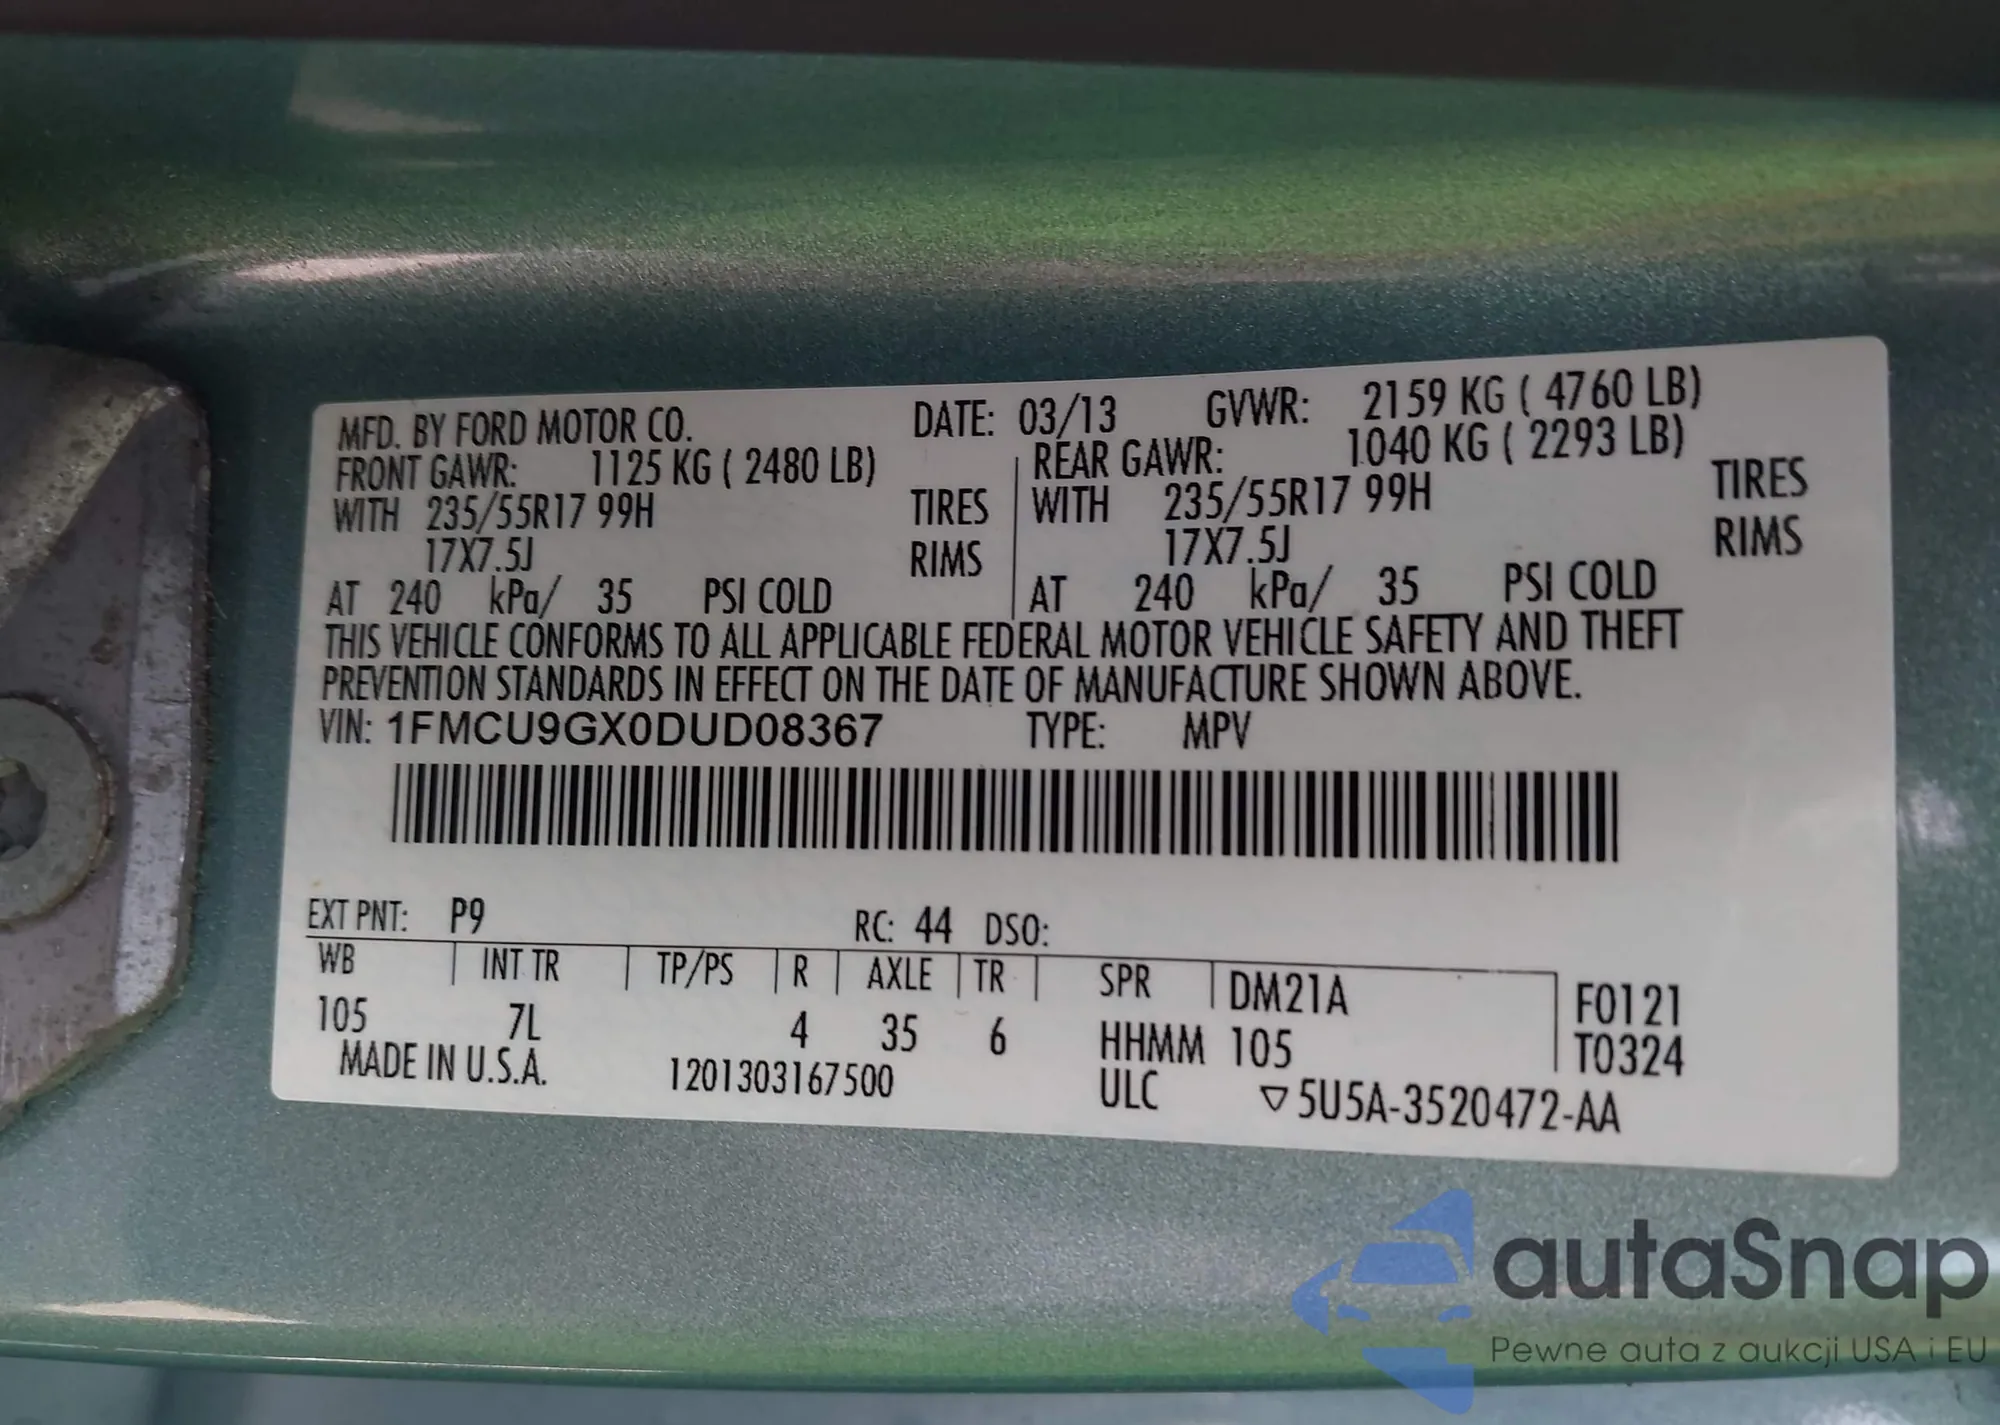 MFD. BY FORD MOTOR CO. DATE: 03/13 GVWR: 2159 KG ( 4760 LB)
FRONT GAWR: 1125 KG ( 2480 LB) REAR GAWR: 1040 KG ( 2293 LB)
WITH 235/55R17 99H TIRES WITH 235/55R17 99H TIRES
17X7.5J RIMS 17X7.5J RIMS
AT 240 kPa/ 35 PSI COLD AT 240 kPa/ 35 PSI COLD
THIS VEHICLE CONFORMS TO ALL APPLICABLE FEDERAL MOTOR VEHICLE SAFETY AND THEFT
PREVENTION STANDARDS IN EFFECT ON THE DATE OF MANUFACTURE SHOWN ABOVE.
VIN: 1FMCU9GX0DUD08367 TYPE: MPV
EXT PNT: P9 RC: 44 DSO:
WB INT TR TP/PS R AXLE TR SPR DM21A F0121
105 7L 4 35 6 HHMM 105 T0324
MADE IN U.S.A. 1201303167500 ULC ▽5U5A-3520472-AA
autaSnap
Pewne auta z aukcji USA i EU